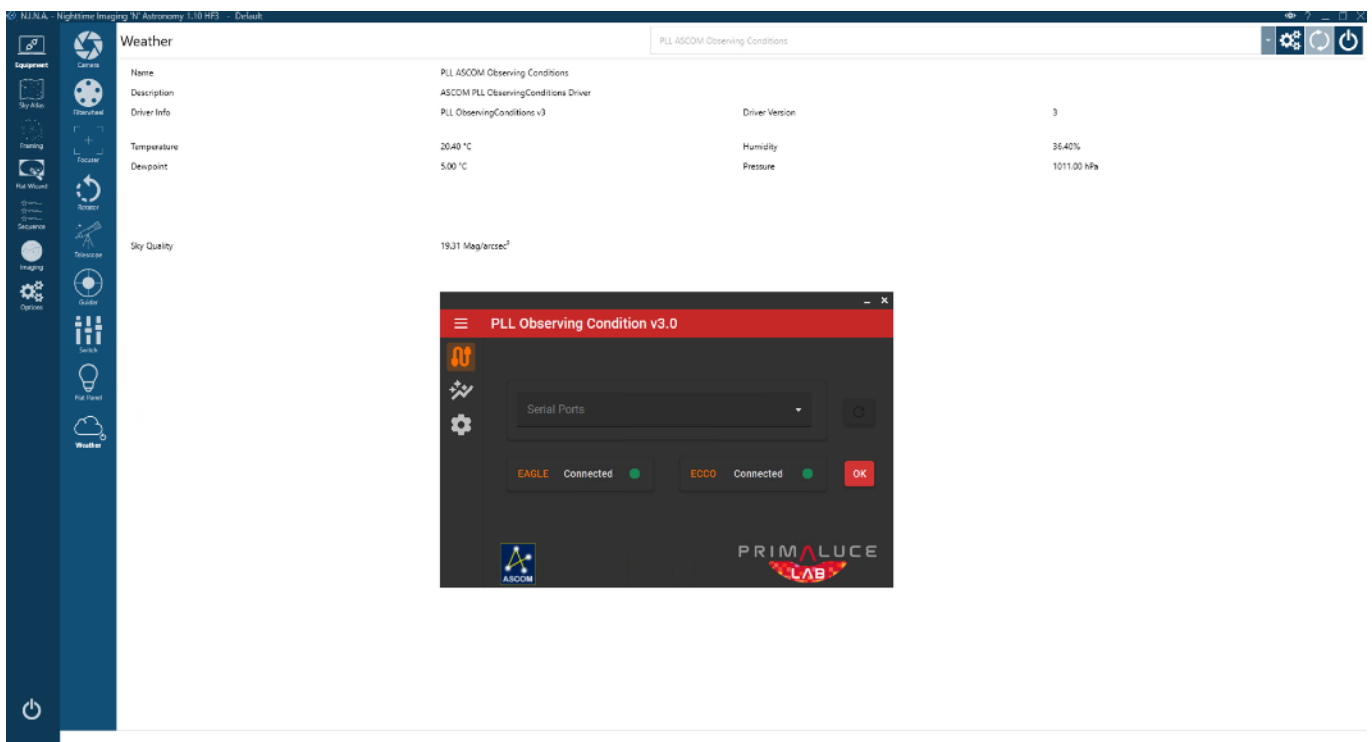 N.I.N.A. - Nighttime Imaging 'N' Astronomy 1.10 HF3 - Default
Equipment
Sky Atlas
Framing
Flat Wizard
Sequence
Imaging
Options
Camera
Filterwheel
Focuser
Rotator
Telescope
Guider
Switch
Flat Panel
Weather
Weather
PLL ASCOM Observing Conditions
Name PLL ASCOM Observing Conditions
Description ASCOM PLL ObservingConditions Driver
Driver Info PLL ObservingConditions v3 Driver Version 3
Temperature 20.40 °C Humidity 36.40%
Dewpoint 5.00 °C Pressure 1011.00 hPa
Sky Quality 19.31 Mag/arcsec²
PLL Observing Condition v3.0
Serial Ports
EAGLE Connected ECCO Connected OK
ASCOM
PRIMALUCE
LAB